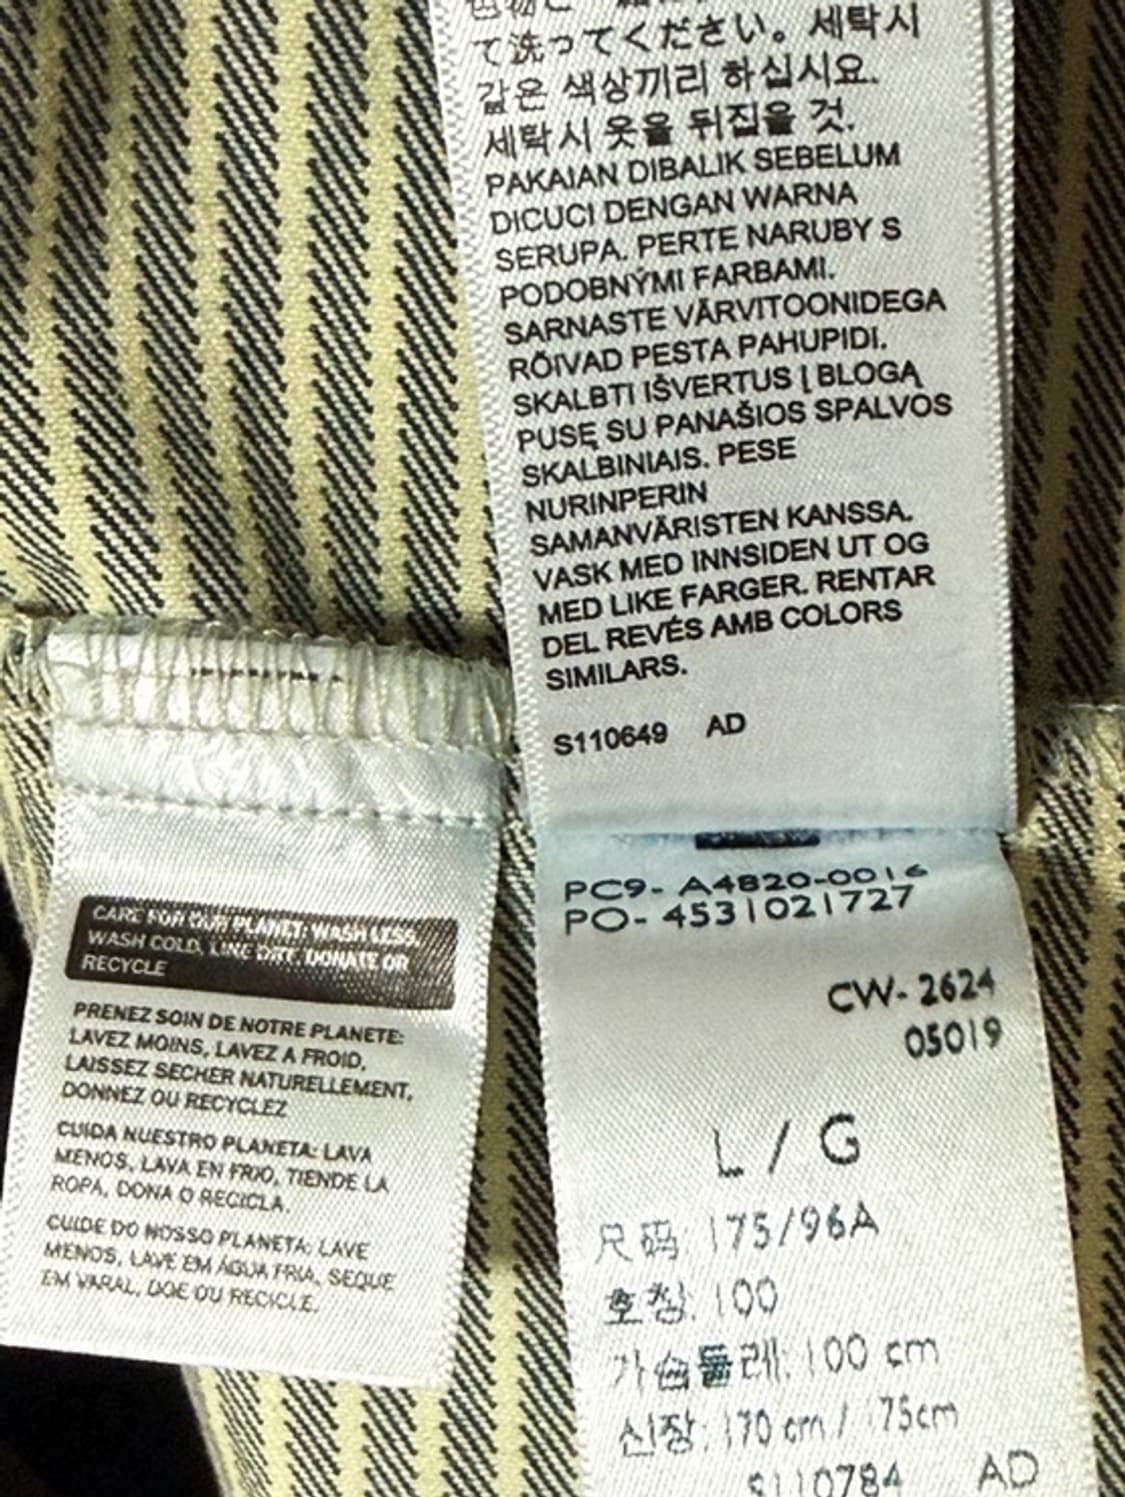 て洗ってください。세탁시
같은 색상끼리 하십시요.
세탁시 옷을 뒤집을 것.
PAKAIAN DIBALIK SEBELUM
DICUCI DENGAN WARNA
SERUPA. PERTE NARUBY S
PODOBNÝMI FARBAMI.
SARNASTE VÄRVITOONIDEGA
RÕIVAD PESTA PAHUPIDI.
SKALBTI IŠVERTUS Į BLOGĄ
PUSĘ SU PANAŠIOS SPALVOS
SKALBINIAIS. PESE
NURINPERIN
SAMANVÄRISTEN KANSSA.
VASK MED INNSIDEN UT OG
MED LIKE FARGER. RENTAR
DEL REVÉS AMB COLORS
SIMILARS.
S110649 AD
PC9- A4820-0016
PO- 4531021727
CW- 2624
05019
L / G
尺码: 175/96A
호칭: 100
가슴둘레: 100 cm
신장: 170 cm / 175cm
S110784 AD
CARE FOR OUR PLANET: WASH LESS,
WASH COLD, LINE DRY, DONATE OR
RECYCLE
PRENEZ SOIN DE NOTRE PLANETE:
LAVEZ MOINS, LAVEZ A FROID,
LAISSEZ SECHER NATURELLEMENT,
DONNEZ OU RECYCLEZ
CUIDA NUESTRO PLANETA: LAVA
MENOS, LAVA EN FRIO, TIENDE LA
ROPA, DONA O RECICLA.
CUIDE DO NOSSO PLANETA: LAVE
MENOS, LAVE EM ÁGUA FRIA, SEQUE
EM VARAL, DOE OU RECICLE.